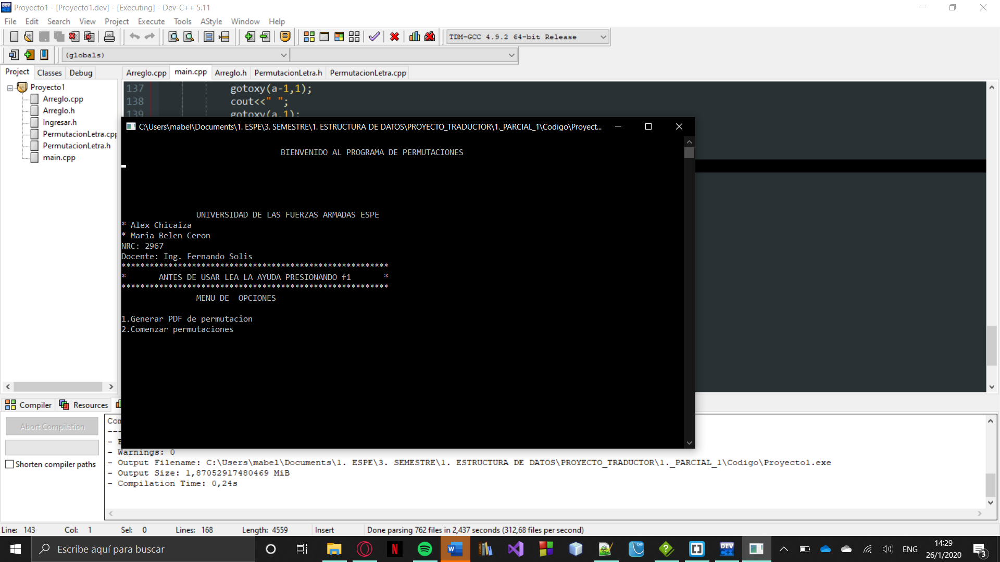 Proyecto1 - [Proyecto1.dev] - [Executing] - Dev-C++ 5.11
File Edit Search View Project Execute Tools AStyle Window Help
TDM-GCC 4.9.2 64-bit Release
(globals)
Project Classes Debug
Arreglo.cpp main.cpp Arreglo.h PermutacionLetra.h PermutacionLetra.cpp
Proyecto1
Arreglo.cpp
Arreglo.h
Ingresar.h
PermutacionLetra.cpp
PermutacionLetra.h
main.cpp
137 gotoxy(a-1,1);
138 cout<<" ";
139 gotoxy(a,1);
C:\Users\mabel\Documents\1. ESPE\3. SEMESTRE\1. ESTRUCTURA DE DATOS\PROYECTO_TRADUCTOR\1._PARCIAL_1\Codigo\Proyect...
BIENVENIDO AL PROGRAMA DE PERMUTACIONES
UNIVERSIDAD DE LAS FUERZAS ARMADAS ESPE
* Alex Chicaiza
* Maria Belen Ceron
NRC: 2967
Docente: Ing. Fernando Solis
*********************************************************
* ANTES DE USAR LEA LA AYUDA PRESIONANDO f1 *
*********************************************************
MENU DE  OPCIONES
1.Generar PDF de permutacion
2.Comenzar permutaciones
Compiler Resources
Abort Compilation
Shorten compiler paths
- Warnings: 0
- Output Filename: C:\Users\mabel\Documents\1. ESPE\3. SEMESTRE\1. ESTRUCTURA DE DATOS\PROYECTO_TRADUCTOR\1._PARCIAL_1\Codigo\Proyecto1.exe
- Output Size: 1,87052917480469 MiB
- Compilation Time: 0,24s
Line: 143 Col: 1 Sel: 0 Lines: 168 Length: 4559 Insert Done parsing 762 files in 2,437 seconds (312,68 files per second)
Escribe aquí para buscar
ENG
14:29
26/1/2020
3